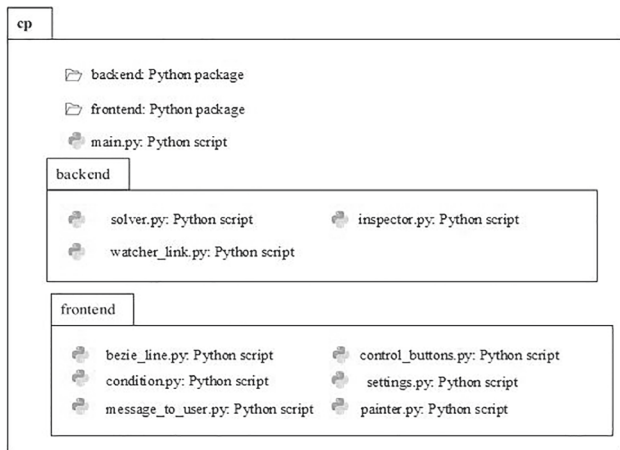 cp
backend: Python package
frontend: Python package
main.py: Python script
backend
solver.py: Python script
inspector.py: Python script
watcher_link.py: Python script
frontend
bezie_line.py: Python script
control_buttons.py: Python script
condition.py: Python script
settings.py: Python script
message_to_user.py: Python script
painter.py: Python script